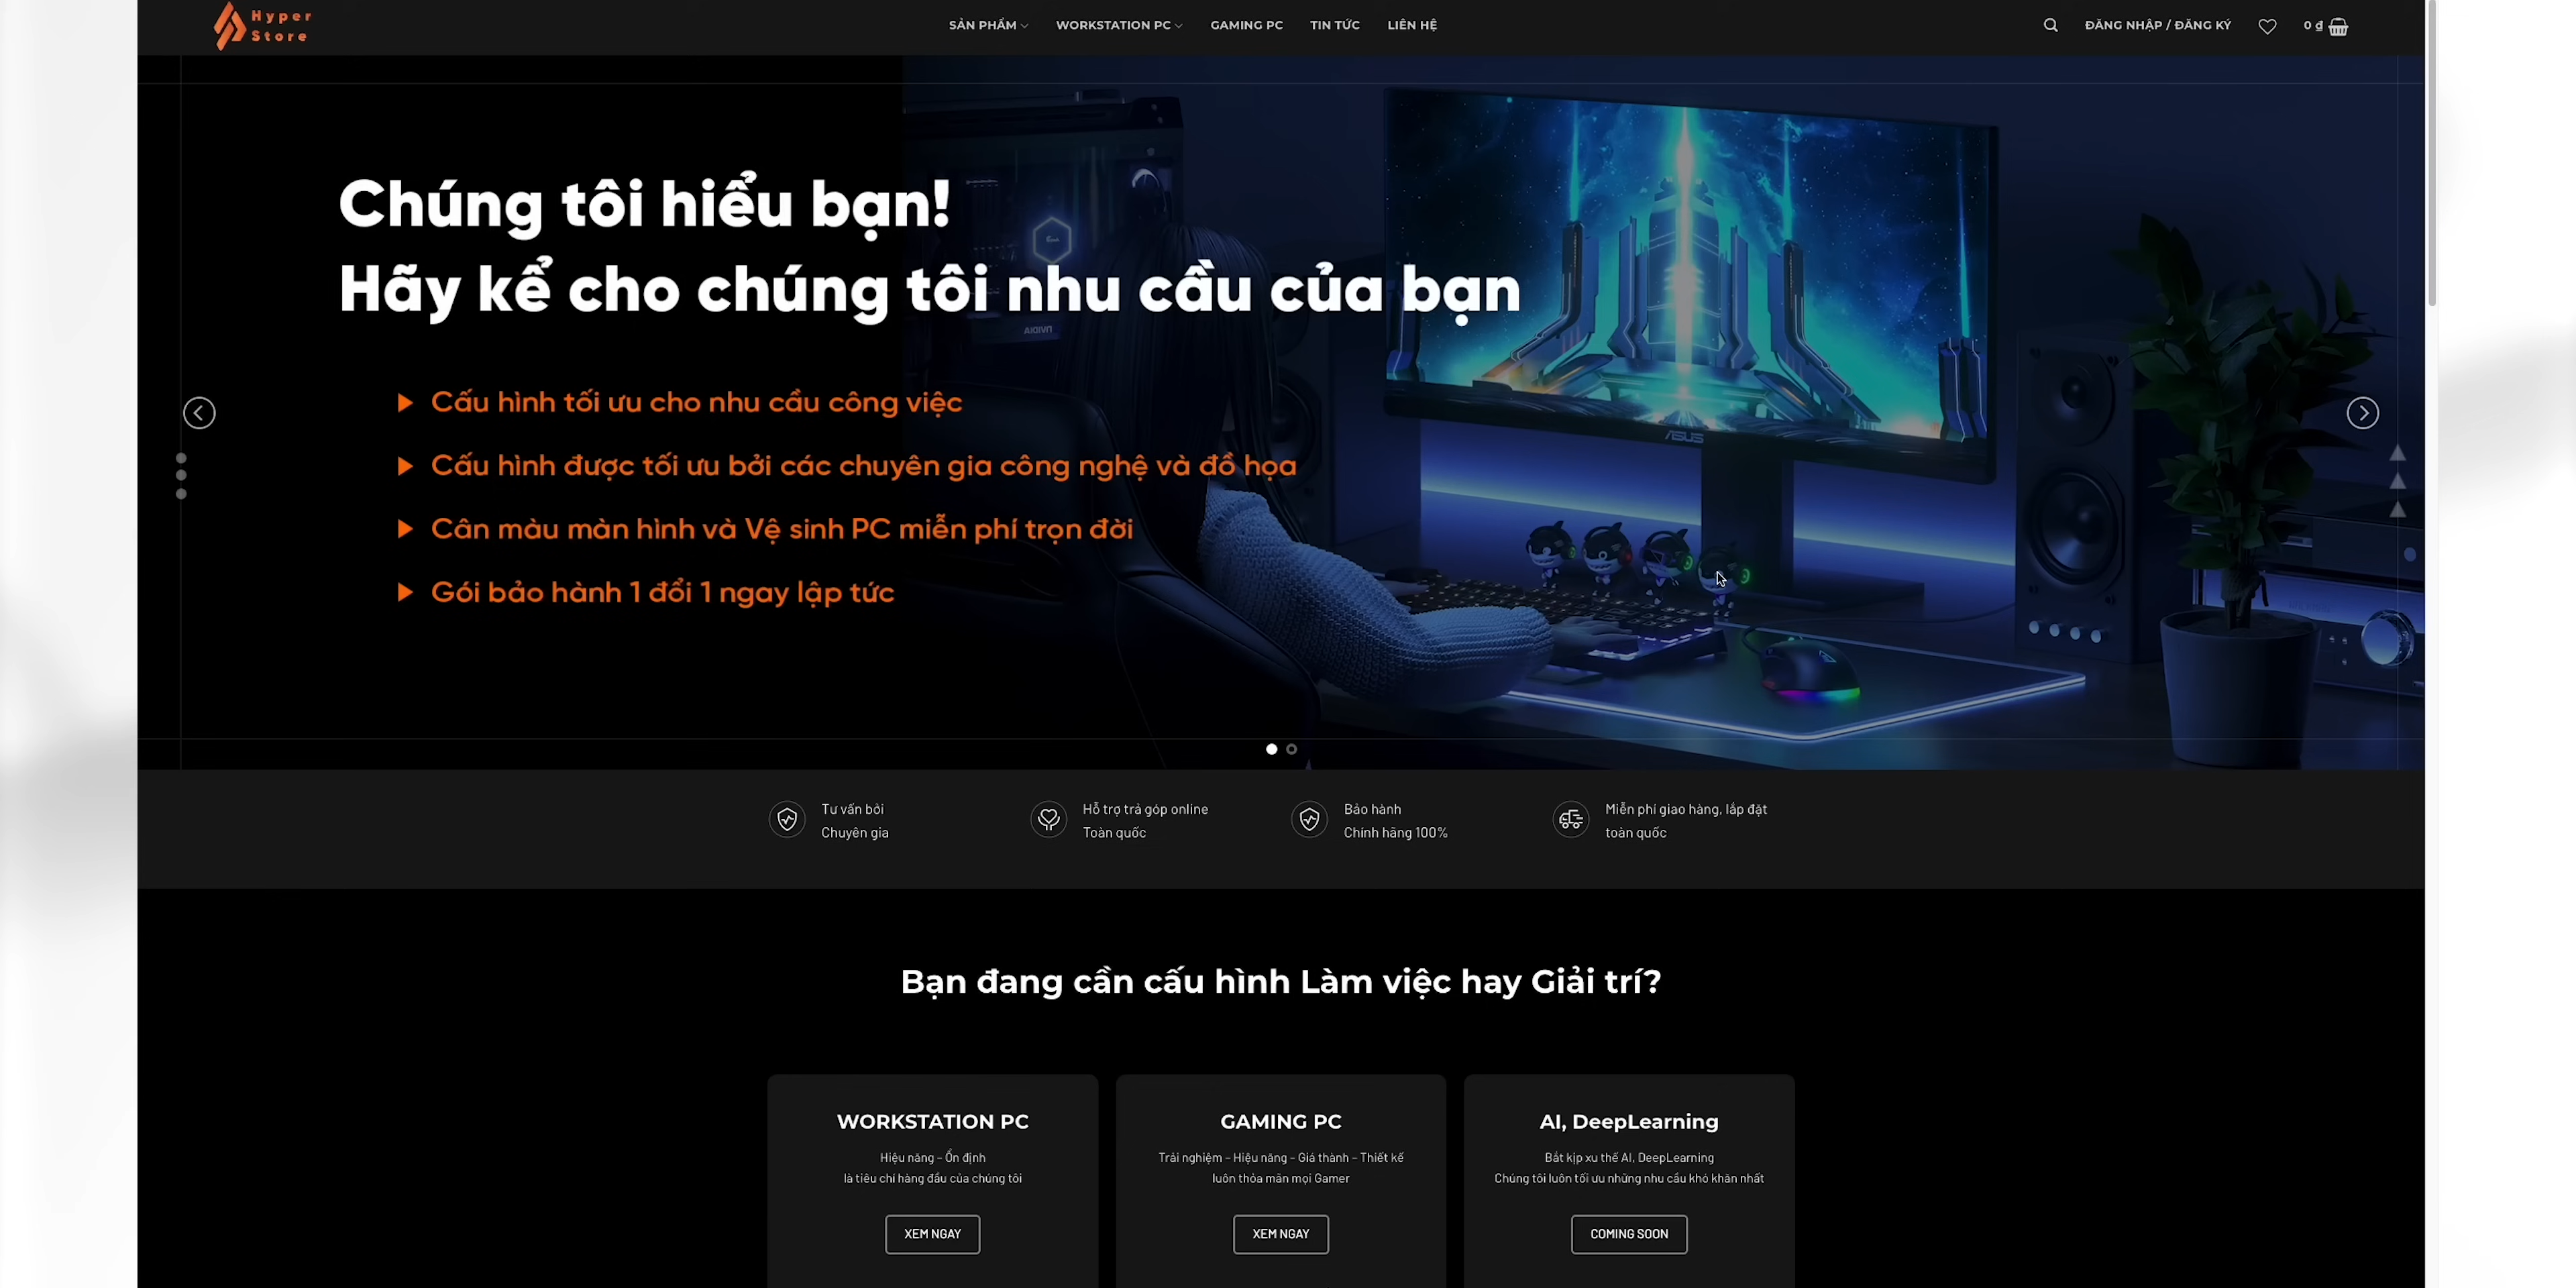 Hyper
Store
SẢN PHẨM
WORKSTATION PC
GAMING PC
TIN TỨC
LIÊN HỆ
ĐĂNG NHẬP / ĐĂNG KÝ
0 ₫
Chúng tôi hiểu bạn!
Hãy kể cho chúng tôi nhu cầu của bạn
Cấu hình tối ưu cho nhu cầu công việc
Cấu hình được tối ưu bởi các chuyên gia công nghệ và đồ họa
Cân màu màn hình và Vệ sinh PC miễn phí trọn đời
Gói bảo hành 1 đổi 1 ngay lập tức
NVIDIA
ASUS
Tư vấn bởi
Chuyên gia
Hỗ trợ trả góp online
Toàn quốc
Bảo hành
Chính hãng 100%
Miễn phí giao hàng, lắp đặt
toàn quốc
Bạn đang cần cấu hình Làm việc hay Giải trí?
WORKSTATION PC
Hiệu năng – Ổn định
là tiêu chí hàng đầu của chúng tôi
XEM NGAY
GAMING PC
Trải nghiệm – Hiệu năng – Giá thành – Thiết kế
luôn thỏa mãn mọi Gamer
XEM NGAY
AI, DeepLearning
Bắt kịp xu thế AI, DeepLearning
Chúng tôi luôn tối ưu những nhu cầu khó khăn nhất
COMING SOON